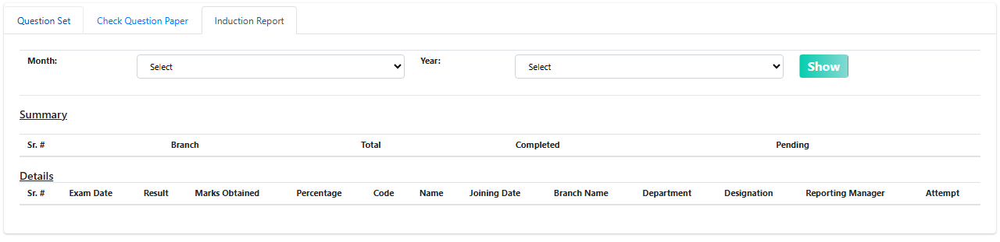 Question Set Check Question Paper Induction Report
Month: Select Year: Select Show
Summary
Sr. # Branch Total Completed Pending
Details
Sr. # Exam Date Result Marks Obtained Percentage Code Name Joining Date Branch Name Department Designation Reporting Manager Attempt